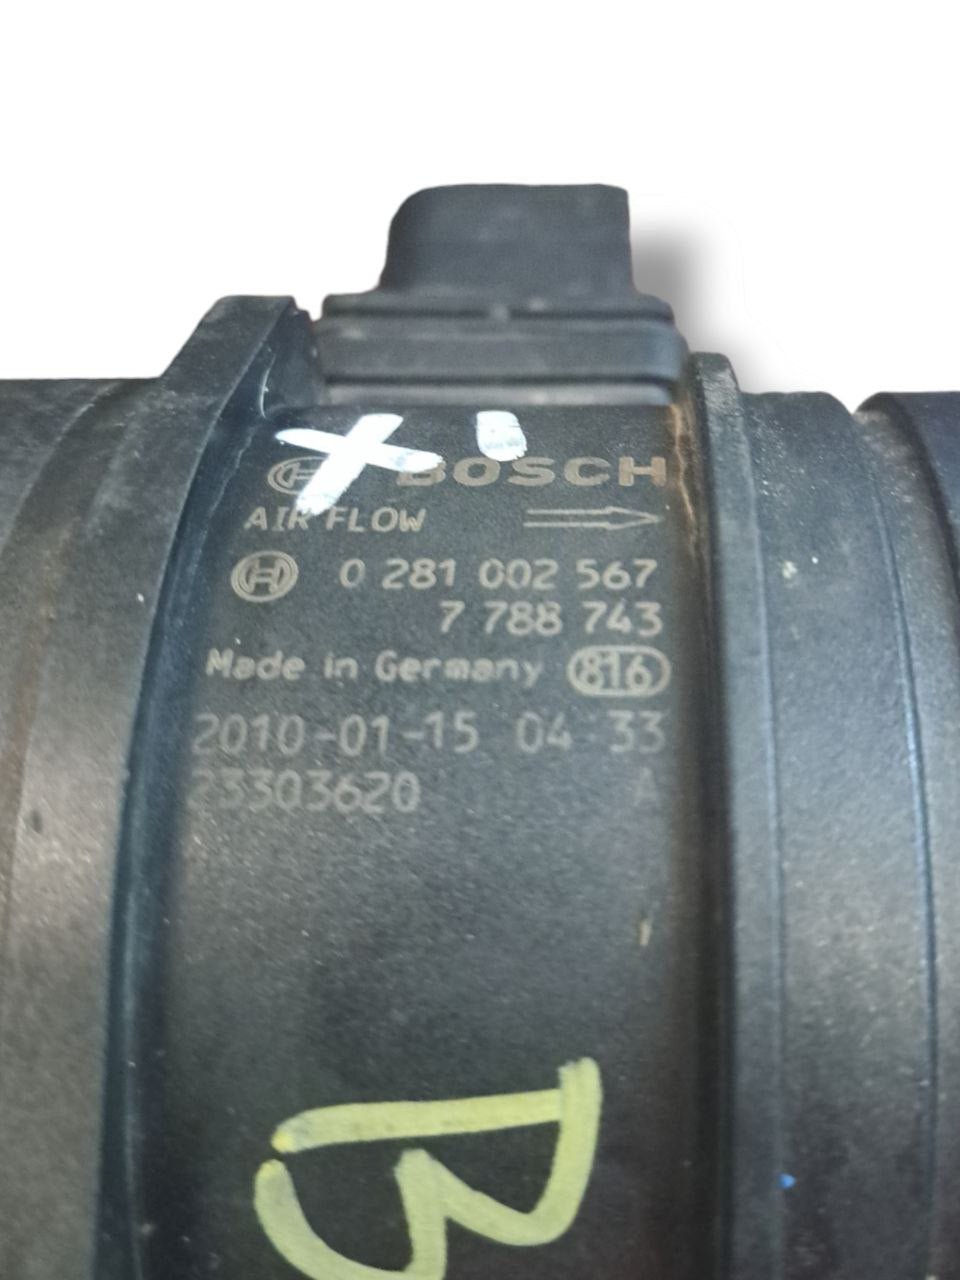 X
BOSCH
AIR FLOW
0 281 002 567
7 788 743
Made in Germany 816
2010-01-15 04:33
23303620 A
B